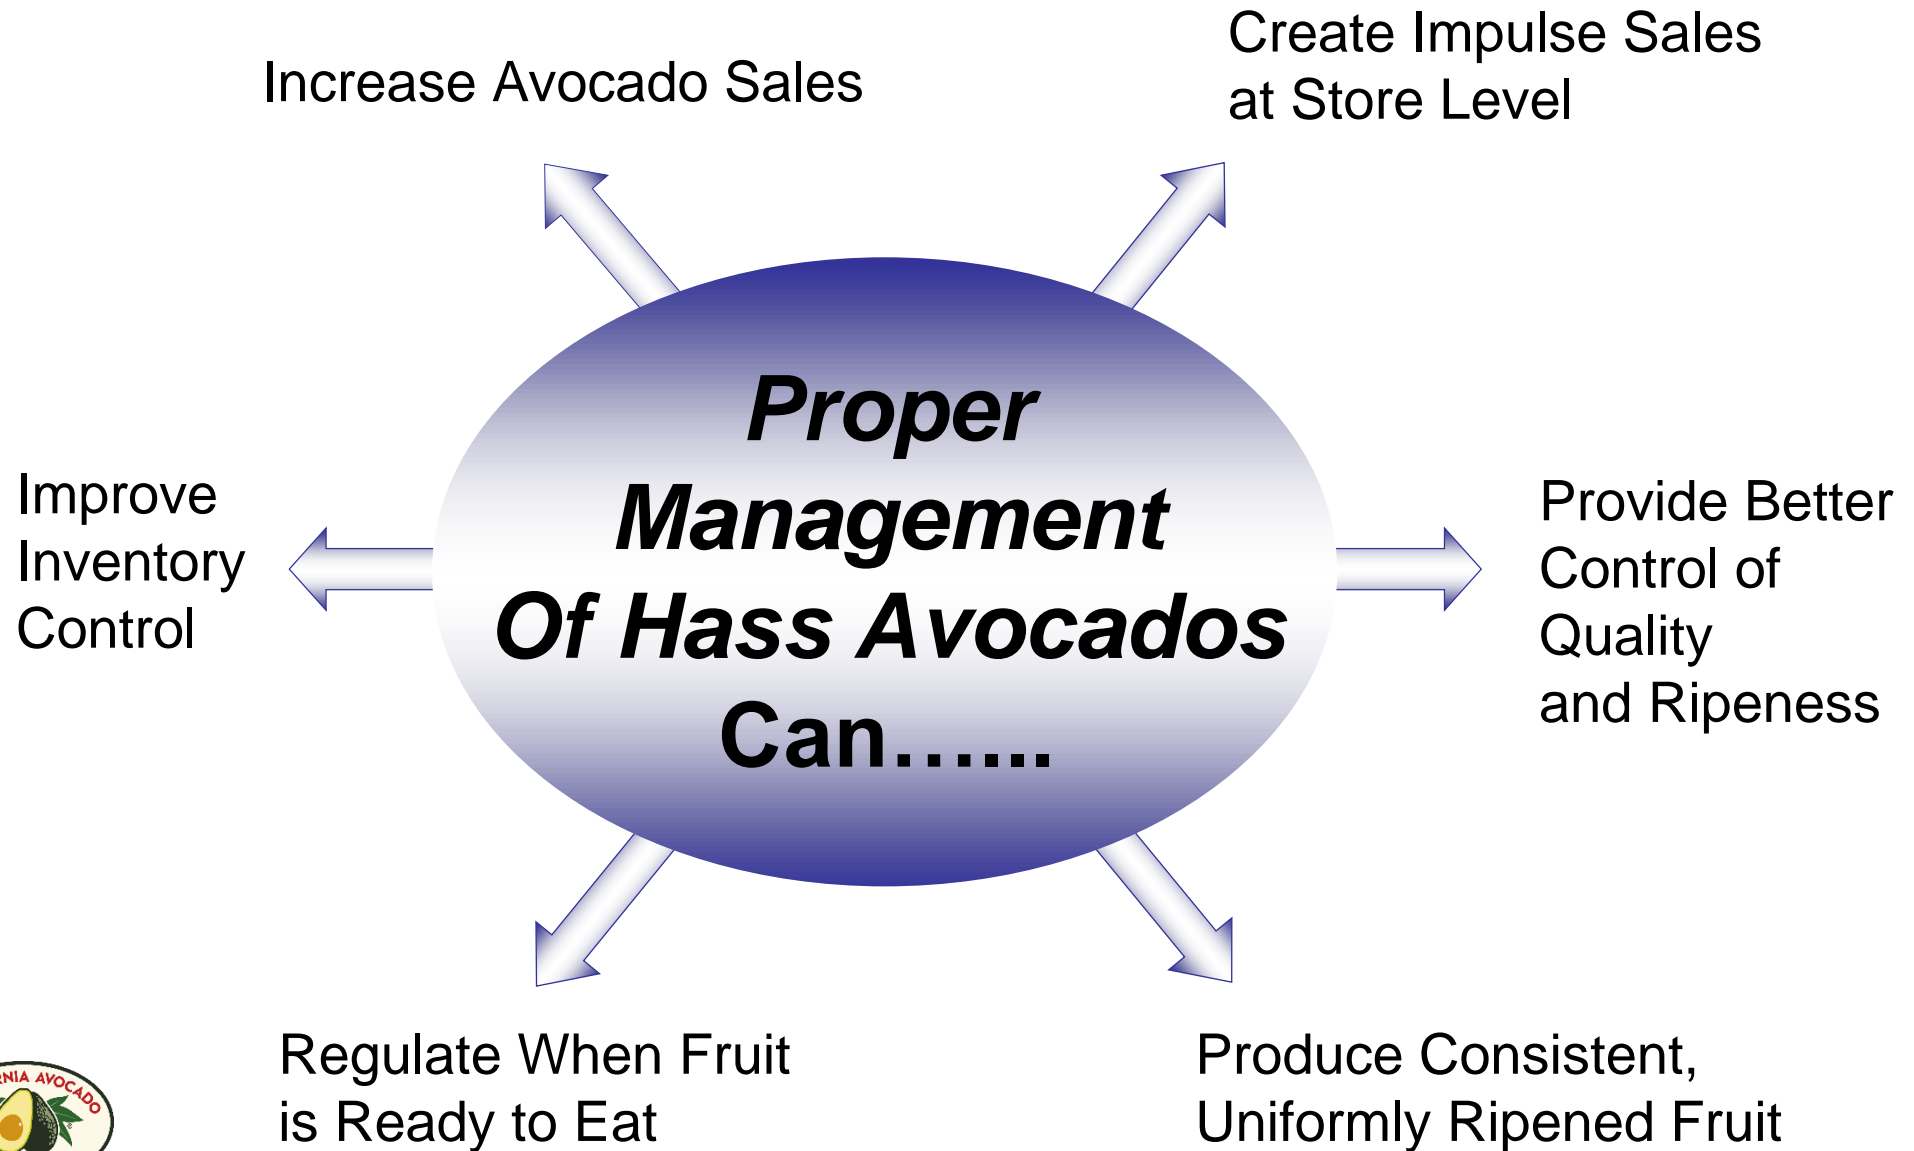 Create Impulse Sales
at Store Level
Increase Avocado Sales
Proper
Management
Of Hass Avocados
Can…...
Improve
Inventory
Control
Provide Better
Control of
Quality
and Ripeness
Regulate When Fruit
is Ready to Eat
Produce Consistent,
Uniformly Ripened Fruit